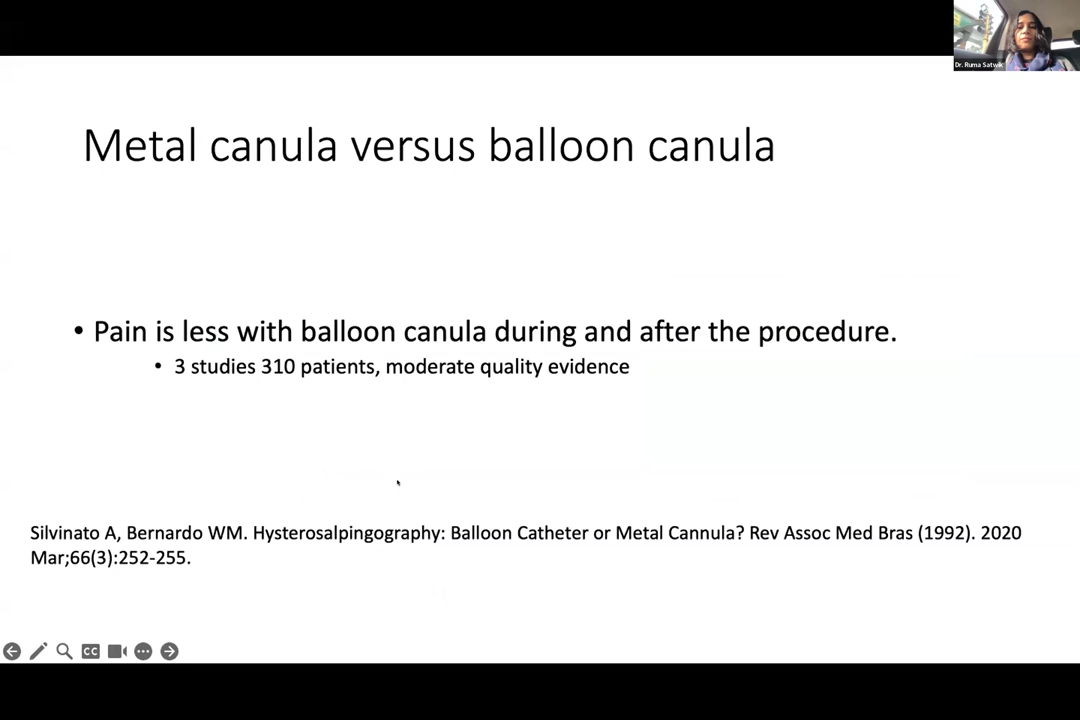 Dr. Ruma Satwik
Metal canula versus balloon canula
• Pain is less with balloon canula during and after the procedure.
• 3 studies 310 patients, moderate quality evidence
Silvinato A, Bernardo WM. Hysterosalpingography: Balloon Catheter or Metal Cannula? Rev Assoc Med Bras (1992). 2020
Mar;66(3):252-255.
CC